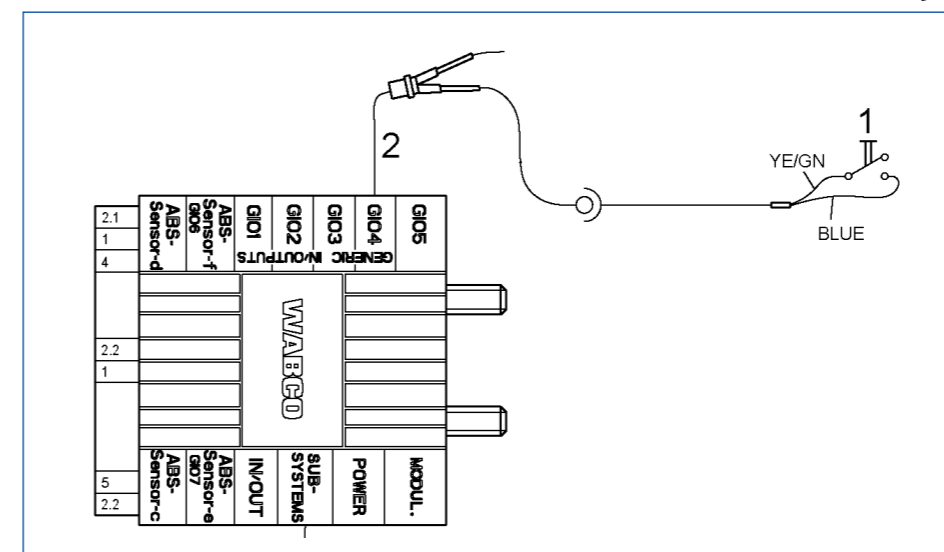 2
1
YE/GN
BLUE
2.1
1
4
2.2
1
5
2.2
ABS-
Sensor-d
ABS-
Sensor-f
GIO6
GIO1
GIO2
GIO3
GIO4
GIO5
GENERIC IN/OUTPUTS
WABCO
ABS-
Sensor-c
ABS-
Sensor-e
GIO7
IN/OUT
SUB-
SYSTEMS
POWER
MODUL.